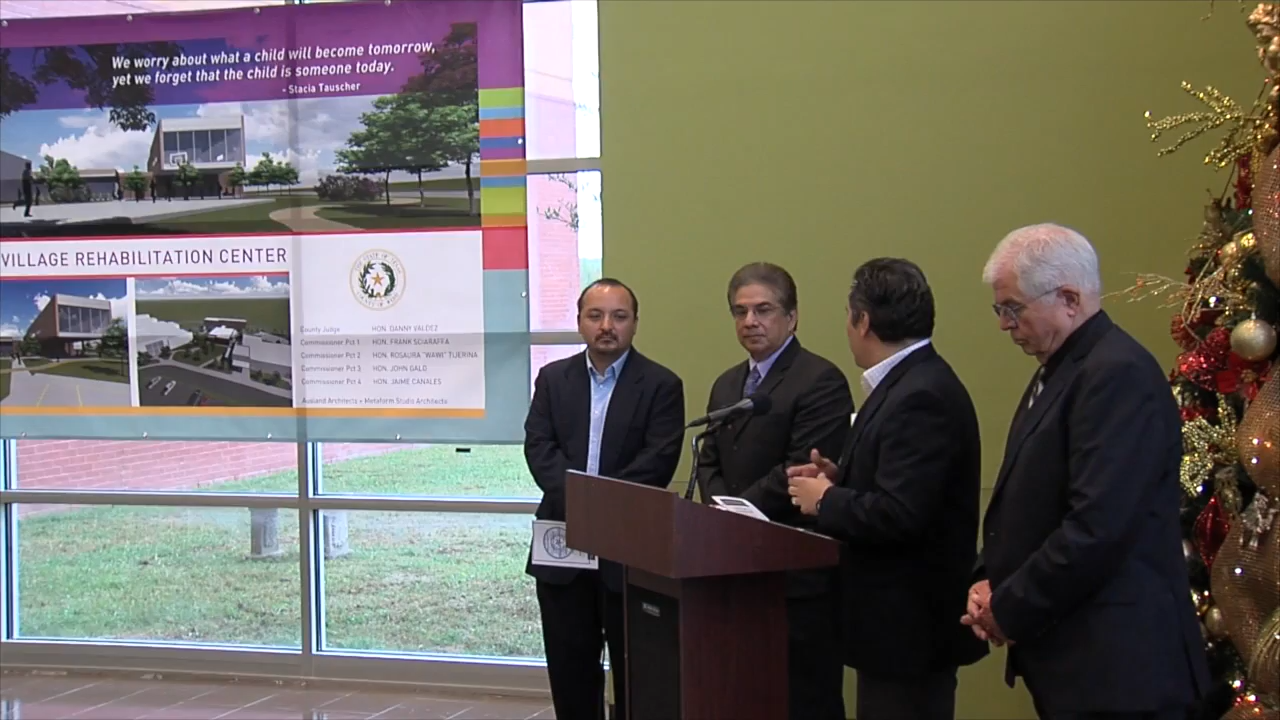 We worry about what a child will become tomorrow,
yet we forget that the child is someone today.
- Stacia Tauscher
VILLAGE REHABILITATION CENTER
County Judge HON. DANNY VALDEZ
Commissioner Pct 1 HON. FRANK SCIARAFFA
Commissioner Pct 2 HON. ROSAURA "WAWI" TIJERINA
Commissioner Pct 3 HON. JOHN GALO
Commissioner Pct 4 HON. JAIME CANALES
Architects + Metaform Studio Architects